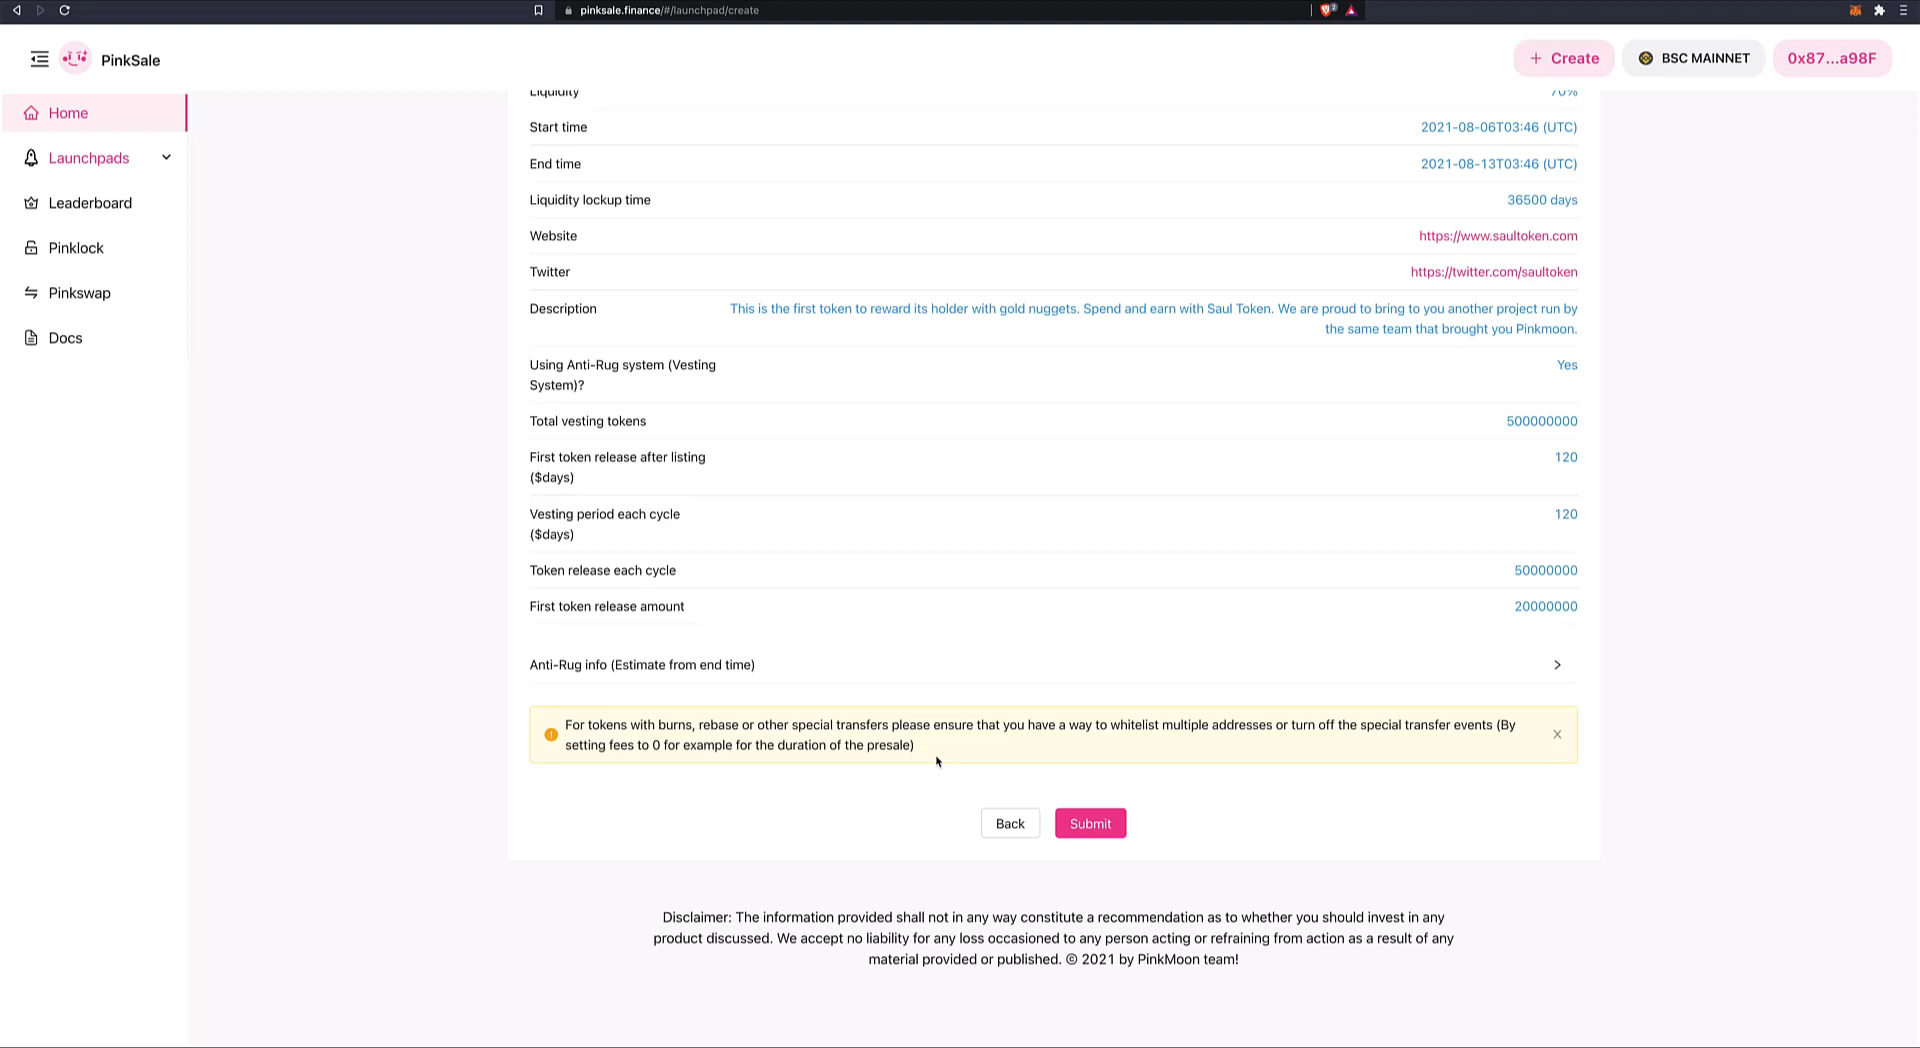 pinksale.finance/#/launchpad/create
2
PinkSale
+ Create
BSC MAINNET
0x87...a98F
Home
Launchpads
Leaderboard
Pinklock
Pinkswap
Docs
Liquidity 70%
Start time 2021-08-06T03:46 (UTC)
End time 2021-08-13T03:46 (UTC)
Liquidity lockup time 36500 days
Website https://www.saultoken.com
Twitter https://twitter.com/saultoken
Description This is the first token to reward its holder with gold nuggets. Spend and earn with Saul Token. We are proud to bring to you another project run by
the same team that brought you Pinkmoon.
Using Anti-Rug system (Vesting Yes
System)?
Total vesting tokens 500000000
First token release after listing 120
($days)
Vesting period each cycle 120
($days)
Token release each cycle 50000000
First token release amount 20000000
Anti-Rug info (Estimate from end time)
For tokens with burns, rebase or other special transfers please ensure that you have a way to whitelist multiple addresses or turn off the special transfer events (By
setting fees to 0 for example for the duration of the presale)
Back
Submit
Disclaimer: The information provided shall not in any way constitute a recommendation as to whether you should invest in any
product discussed. We accept no liability for any loss occasioned to any person acting or refraining from action as a result of any
material provided or published. © 2021 by PinkMoon team!